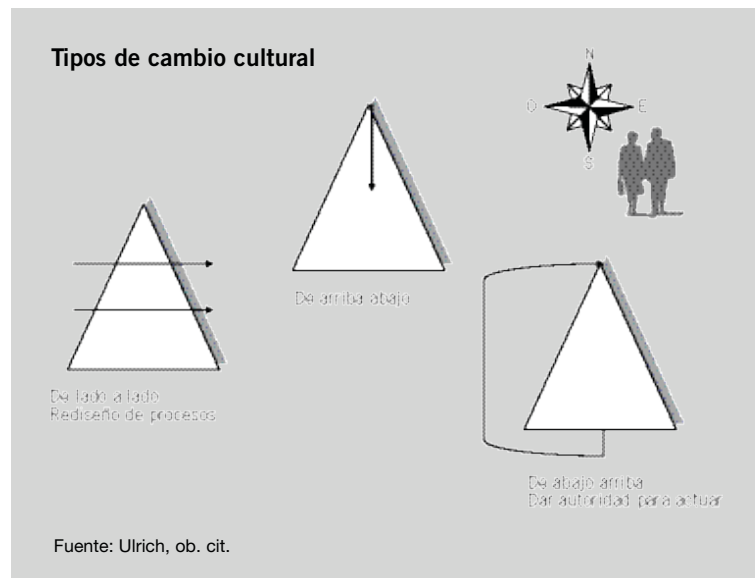 Tipos de cambio cultural
N
O E
S
De arriba abajo
De lado a lado
Rediseño de procesos
De abajo arriba
Dar autoridad para actuar
Fuente: Ulrich, ob. cit.